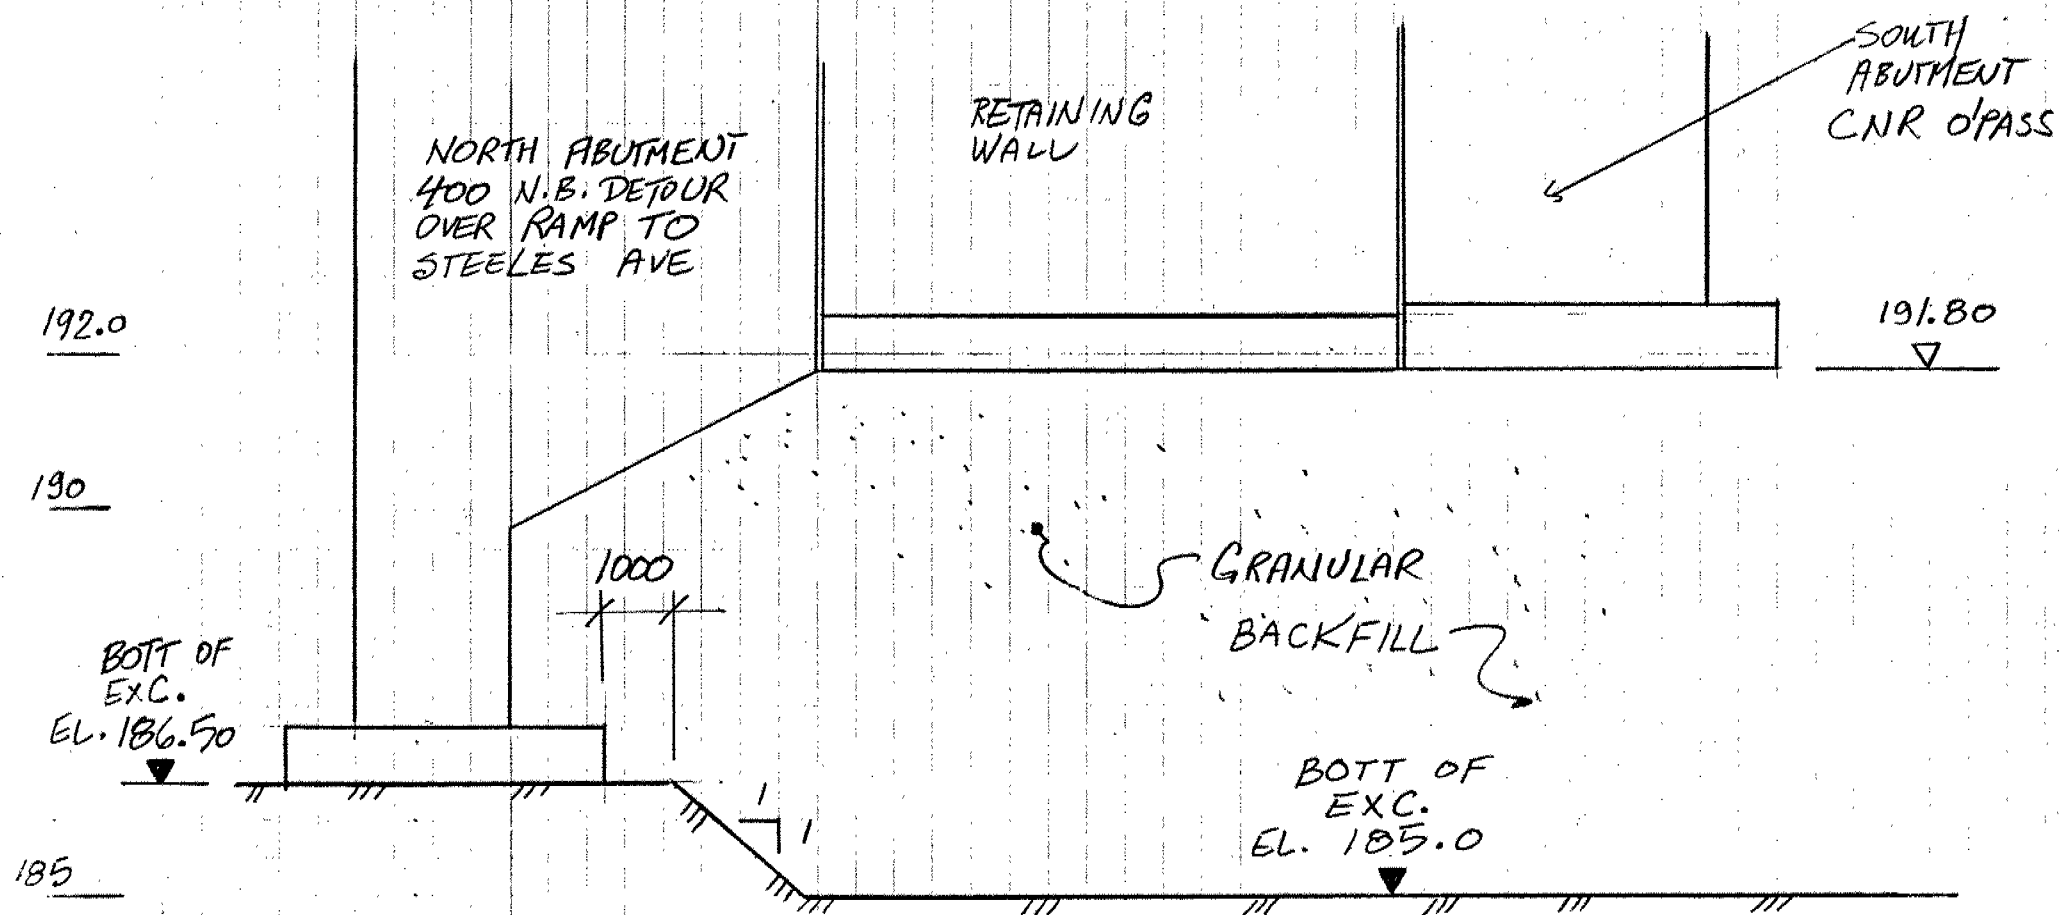 SOUTH
ABUTMENT
CNR O'PASS
RETAINING
WALL
NORTH ABUTMENT
400 N.B. DETOUR
OVER RAMP TO
STEELES AVE
192.0
191.80
190
1000
GRANULAR
BACKFILL
BOTT OF
EXC.
EL. 186.50
BOTT OF
EXC.
EL. 185.0
1
1
185